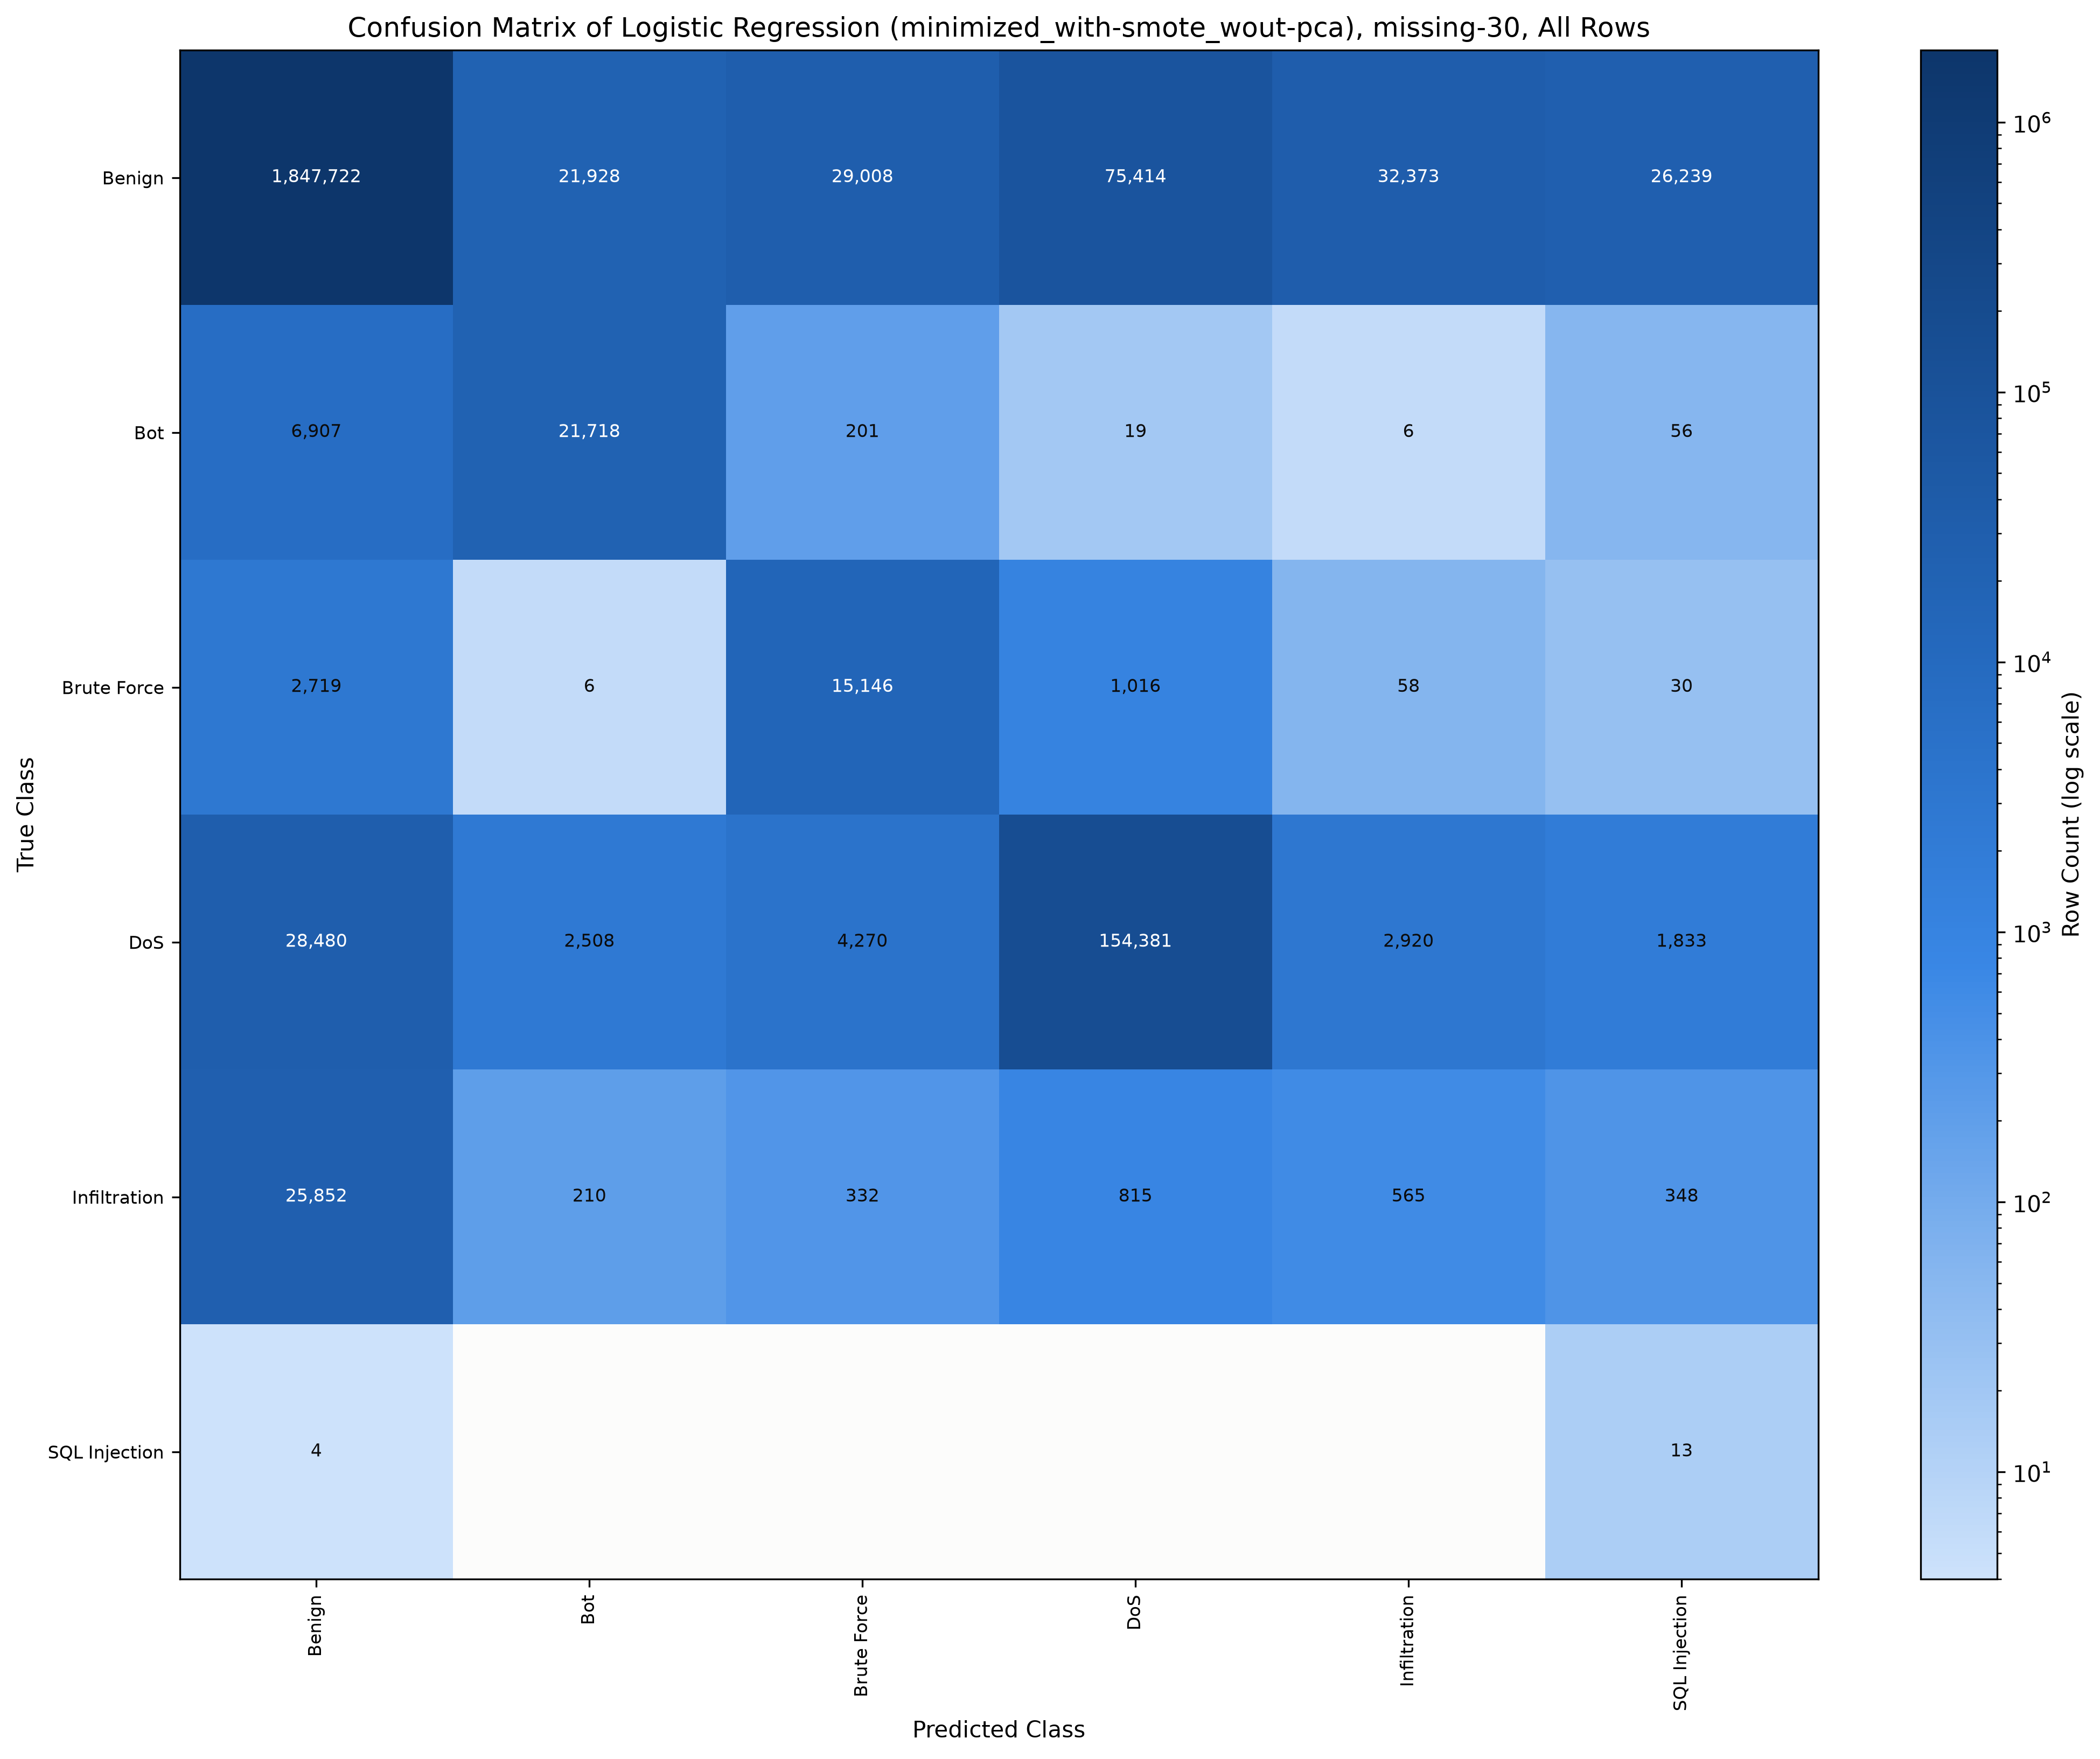 Confusion Matrix of Logistic Regression (minimized_with-smote_wout-pca), missing-30, All Rows
Benign 1,847,722 21,928 29,008 75,414 32,373 26,239
Bot 6,907 21,718 201 19 6 56
Brute Force 2,719 6 15,146 1,016 58 30
DoS 28,480 2,508 4,270 154,381 2,920 1,833
Infiltration 25,852 210 332 815 565 348
SQL Injection 4 13
True Class
Benign Bot Brute Force DoS Infiltration SQL Injection
Predicted Class
10⁶
10⁵
10⁴
10³
10²
10¹
Row Count (log scale)